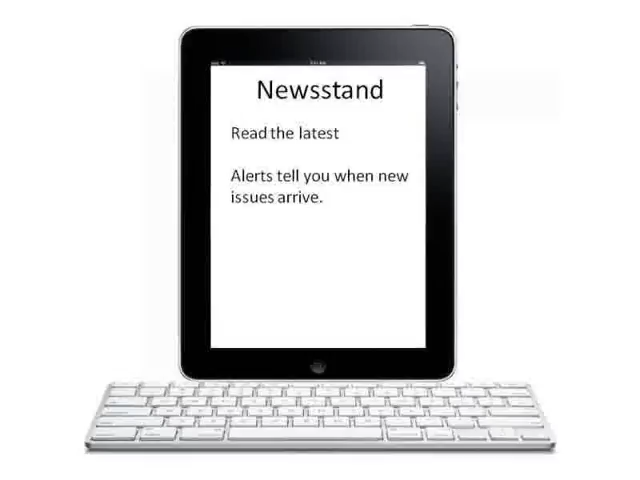 Newsstand
Read the latest
Alerts tell you when new
issues arrive.